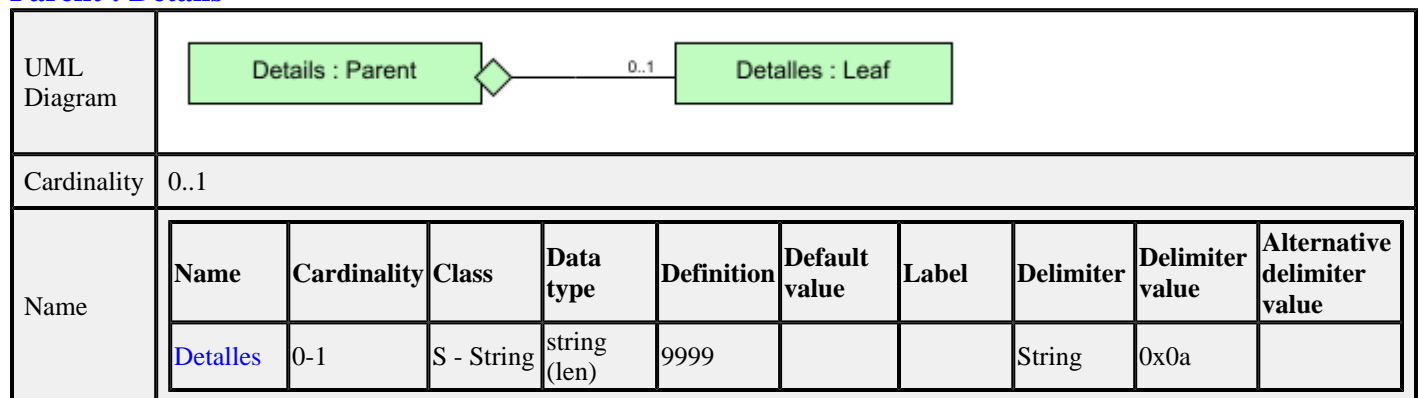 Parent : Details
UML
Diagram
Details : Parent
0..1
Detalles : Leaf
Cardinality
0..1
Name
Name
Cardinality
Class
Data
type
Definition
Default
value
Label
Delimiter
Delimiter
value
Alternative
delimiter
value
Detalles
0-1
S - String
string
(len)
9999
String
0x0a